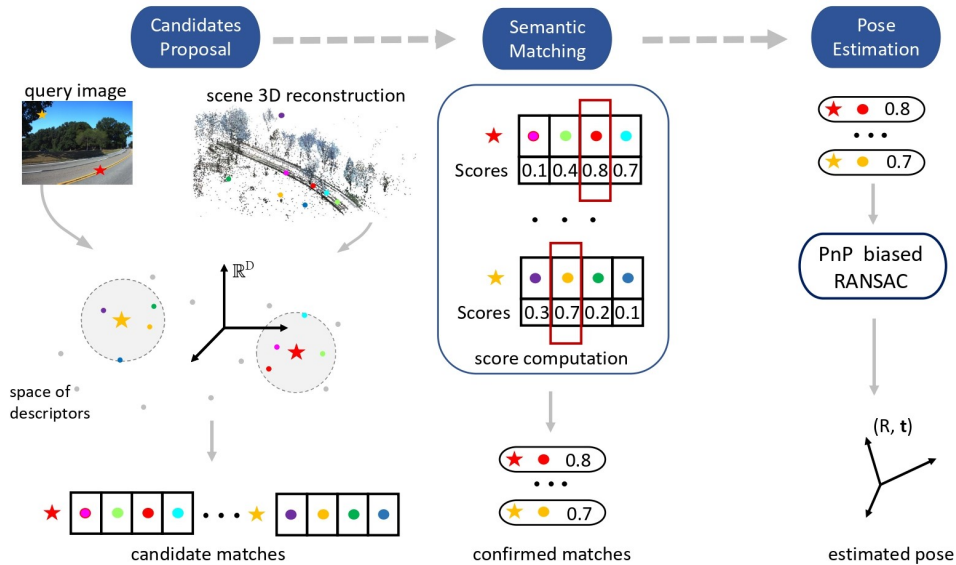 Candidates
Proposal
Semantic
Matching
Pose
Estimation
query image
scene 3D reconstruction
ℝᴰ
space of
descriptors
candidate matches
Scores 0.1 0.4 0.8 0.7
• • •
Scores 0.3 0.7 0.2 0.1
score computation
0.8
• • •
0.7
confirmed matches
0.8
• • •
0.7
PnP biased
RANSAC
(R, t)
estimated pose